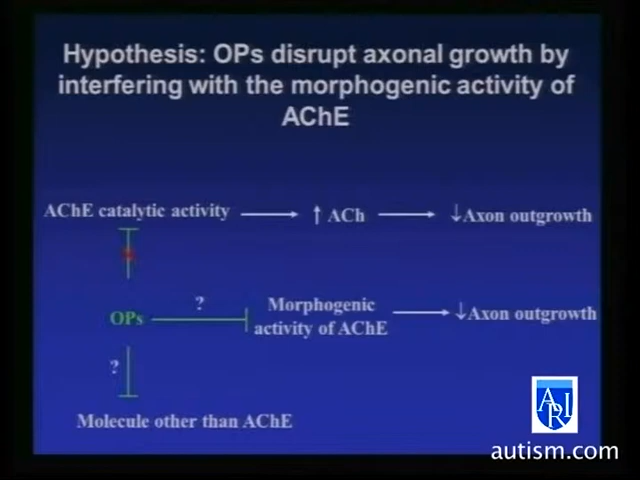 Hypothesis: OPs disrupt axonal growth by
interfering with the morphogenic activity of
AChE
AChE catalytic activity → ↑ ACh → ↓Axon outgrowth
OPs ? Morphogenic
activity of AChE → ↓Axon outgrowth
?
Molecule other than AChE
ARI
autism.com